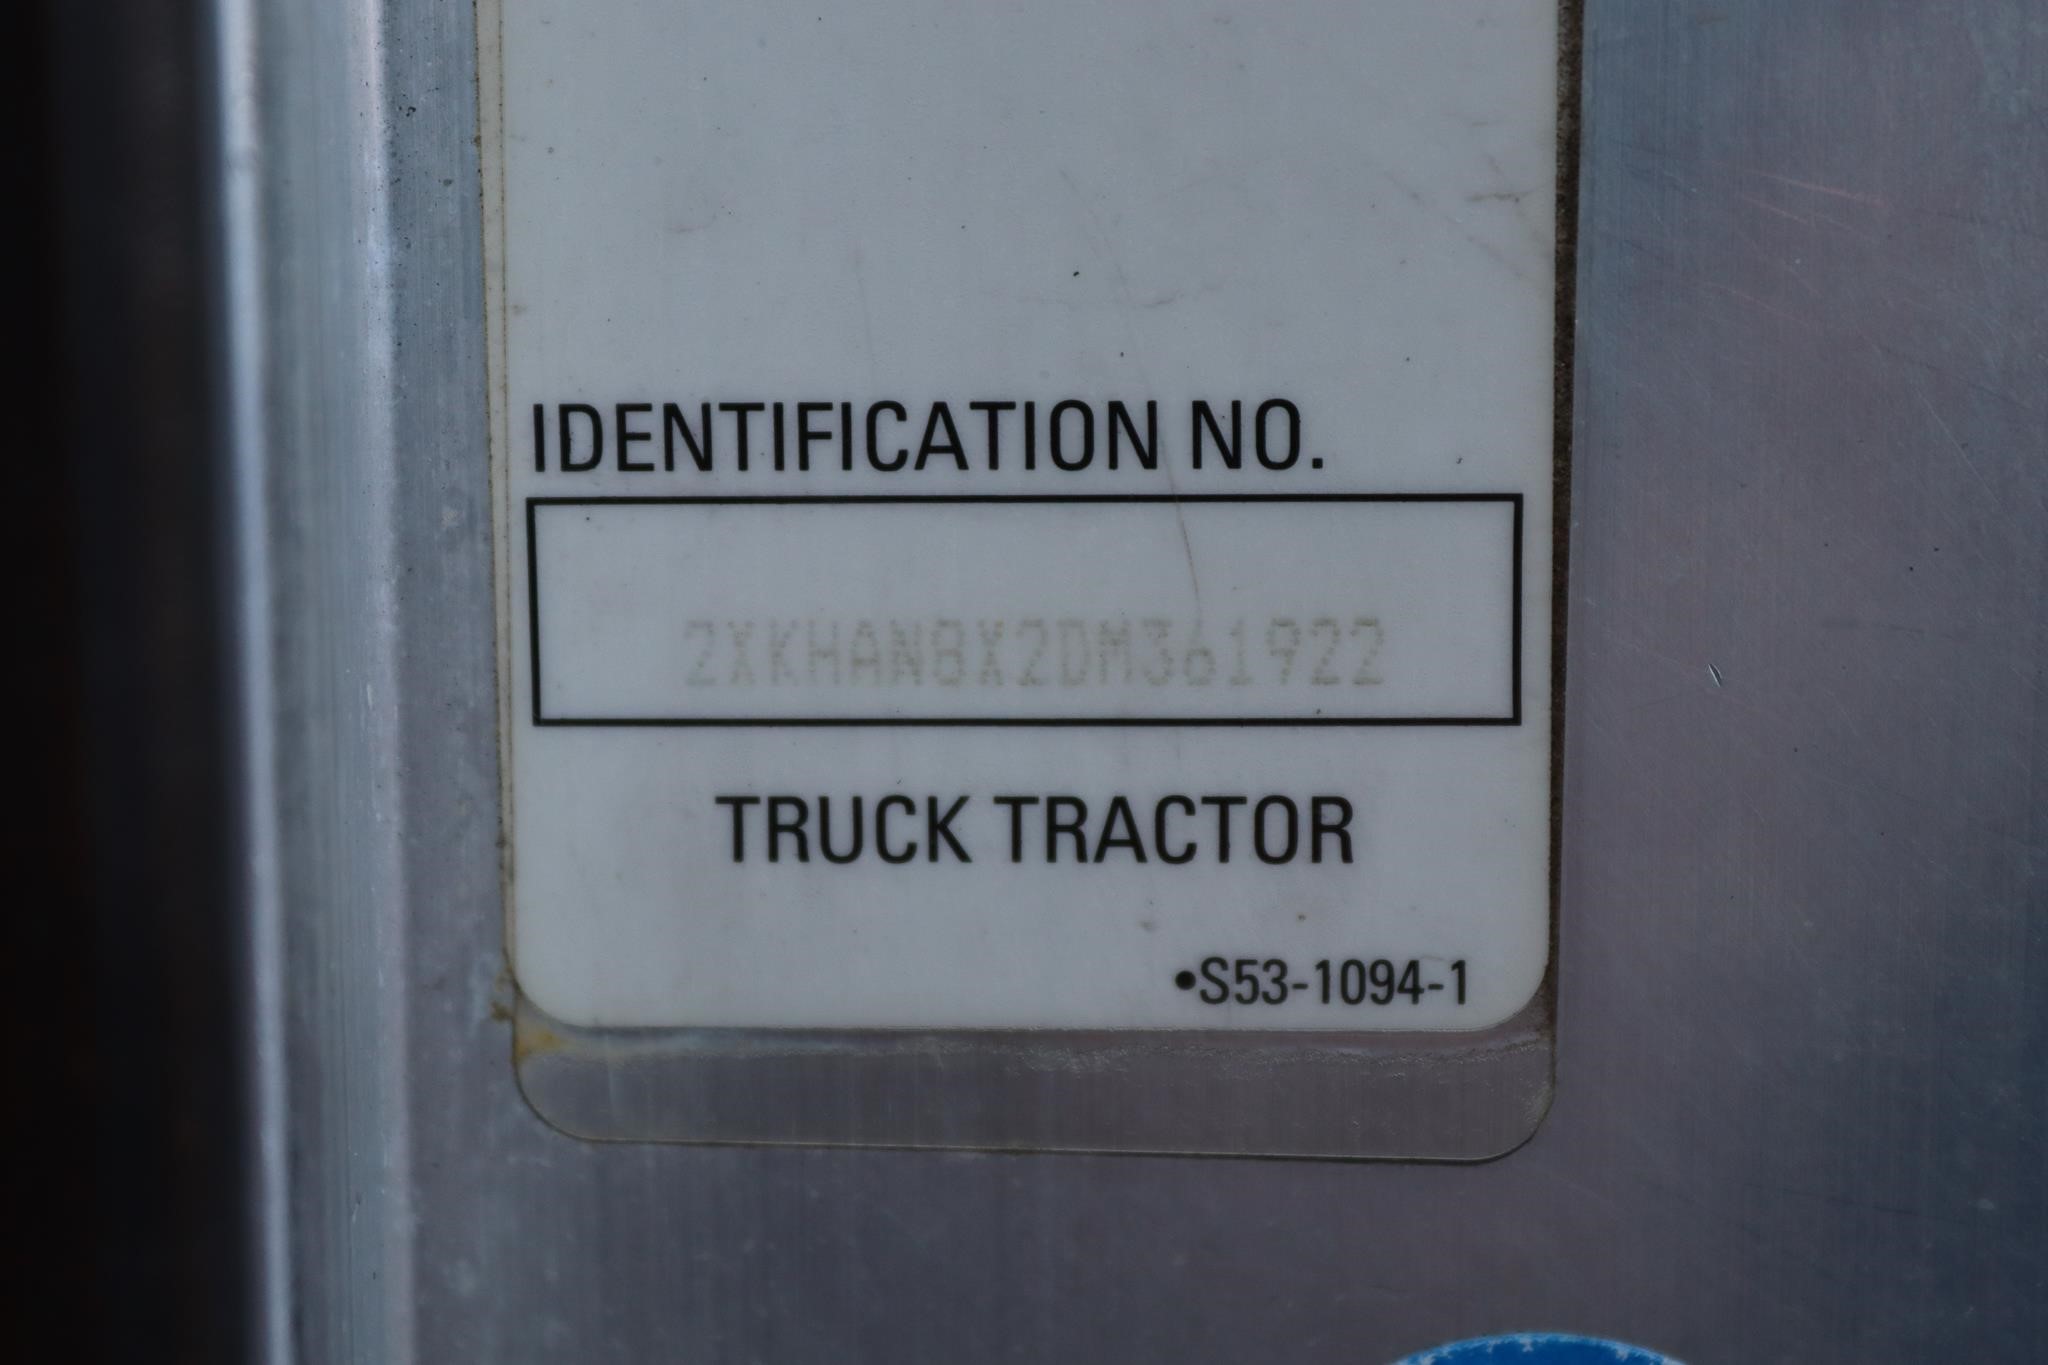 IDENTIFICATION NO.
2XKHAN8X2DM361922
TRUCK TRACTOR
•S53-1094-1